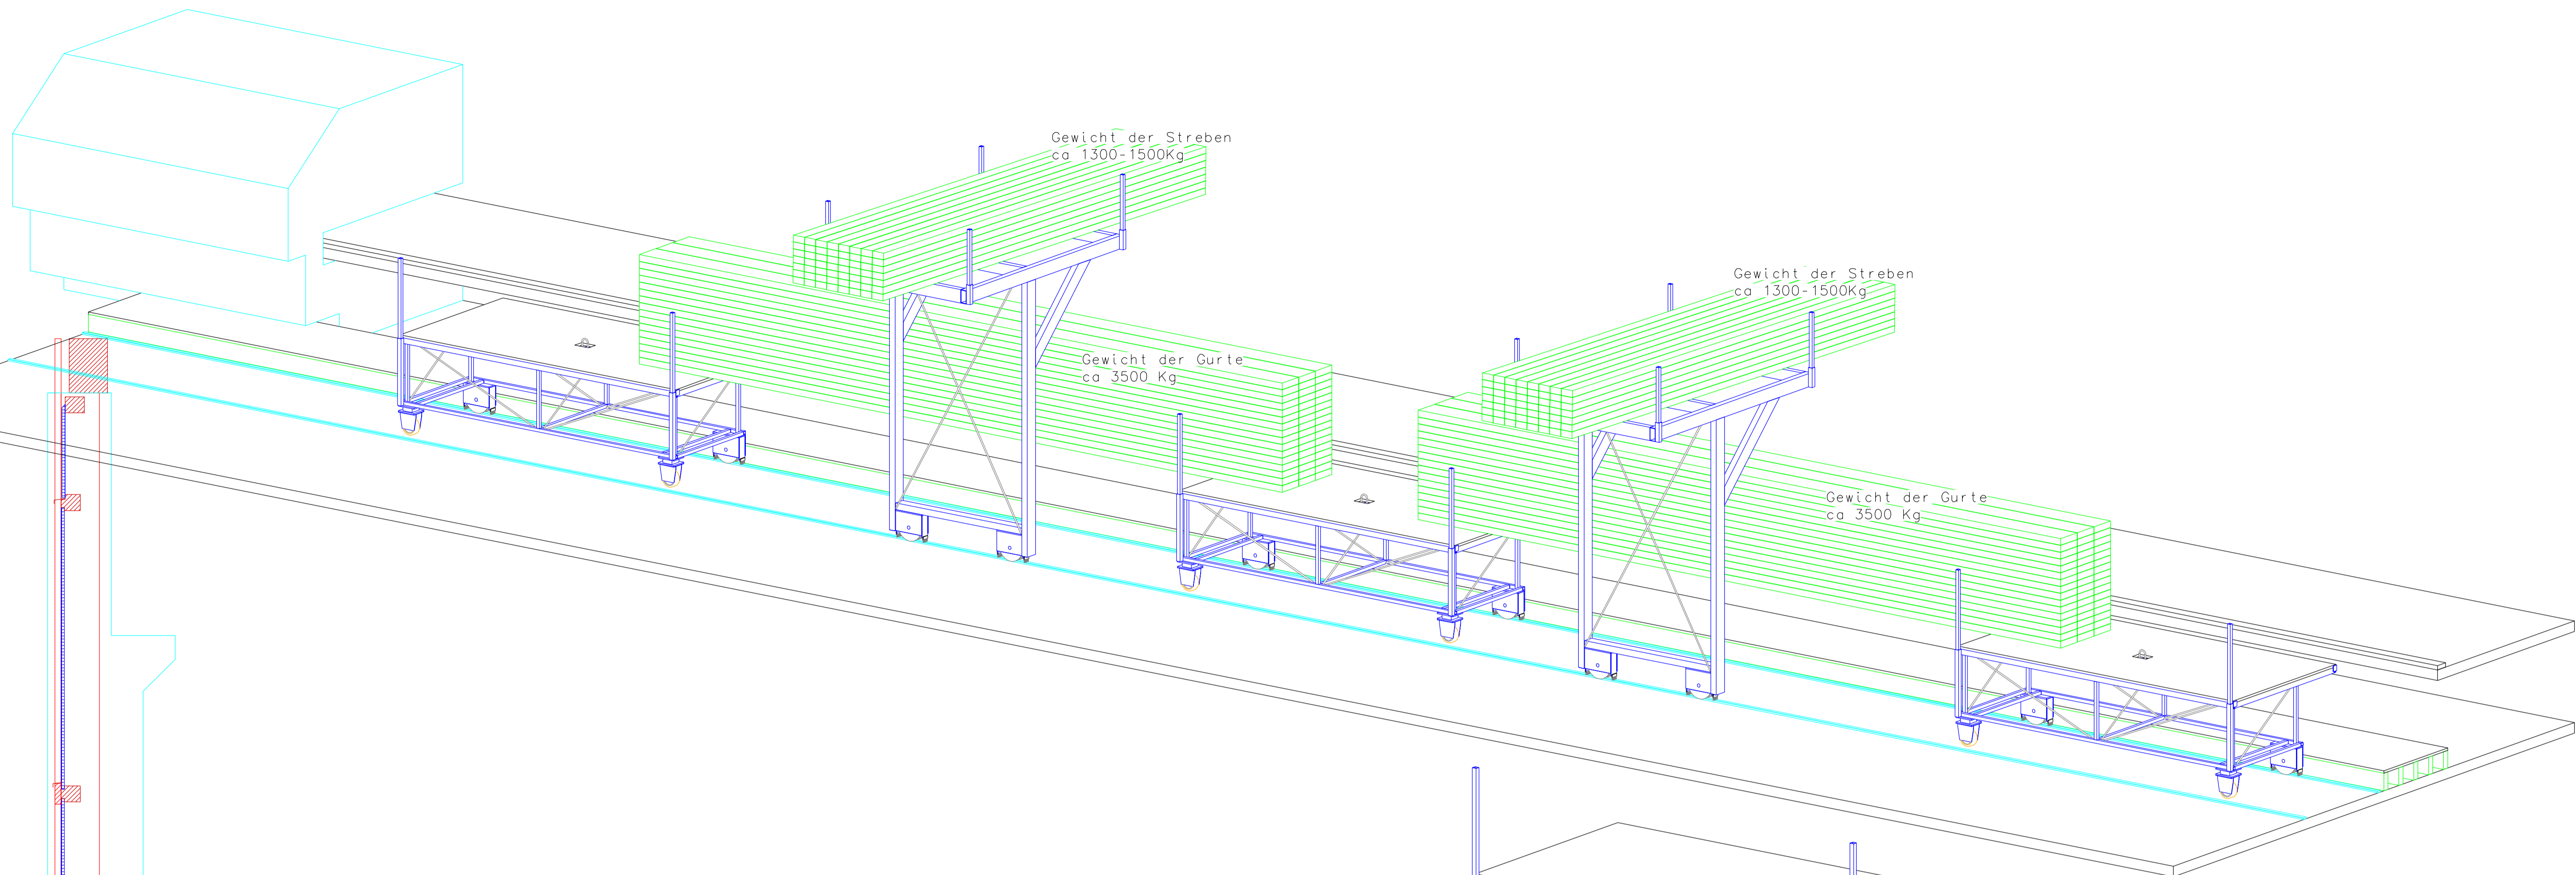 Gewicht der Streben
ca 1300-1500Kg
Gewicht der Gurte
ca 3500 Kg
Gewicht der Streben
ca 1300-1500Kg
Gewicht der Gurte
ca 3500 Kg